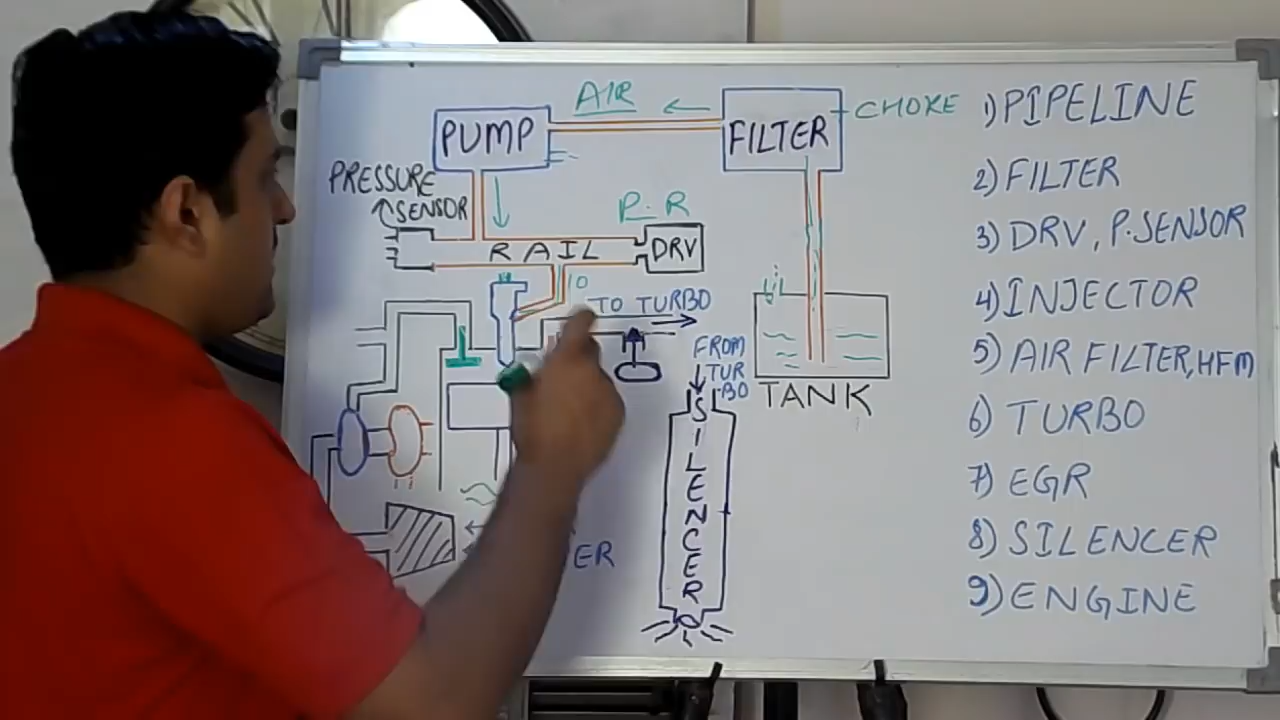 AIR
PUMP
FILTER
CHOKE
PRESSURE
SENSOR
P.R
RAIL
DRV
10
TO TURBO
FROM
TUR
BO
TANK
SILENCER
1) PIPELINE
2) FILTER
3) DRV, P.SENSOR
4) INJECTOR
5) AIR FILTER, HFM
6) TURBO
7) EGR
8) SILENCER
9) ENGINE